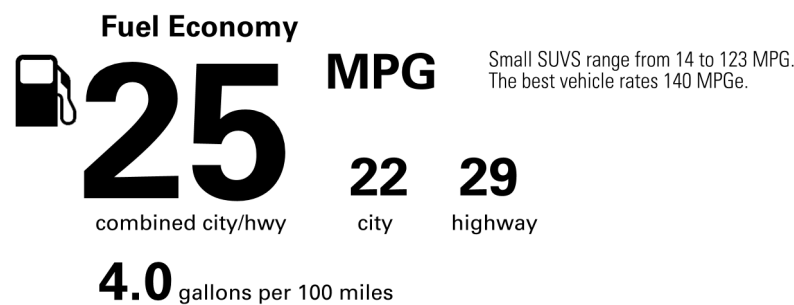 Fuel Economy
25
MPG
Small SUVS range from 14 to 123 MPG.
The best vehicle rates 140 MPGe.
22
29
combined city/hwy
city
highway
4.0 gallons per 100 miles